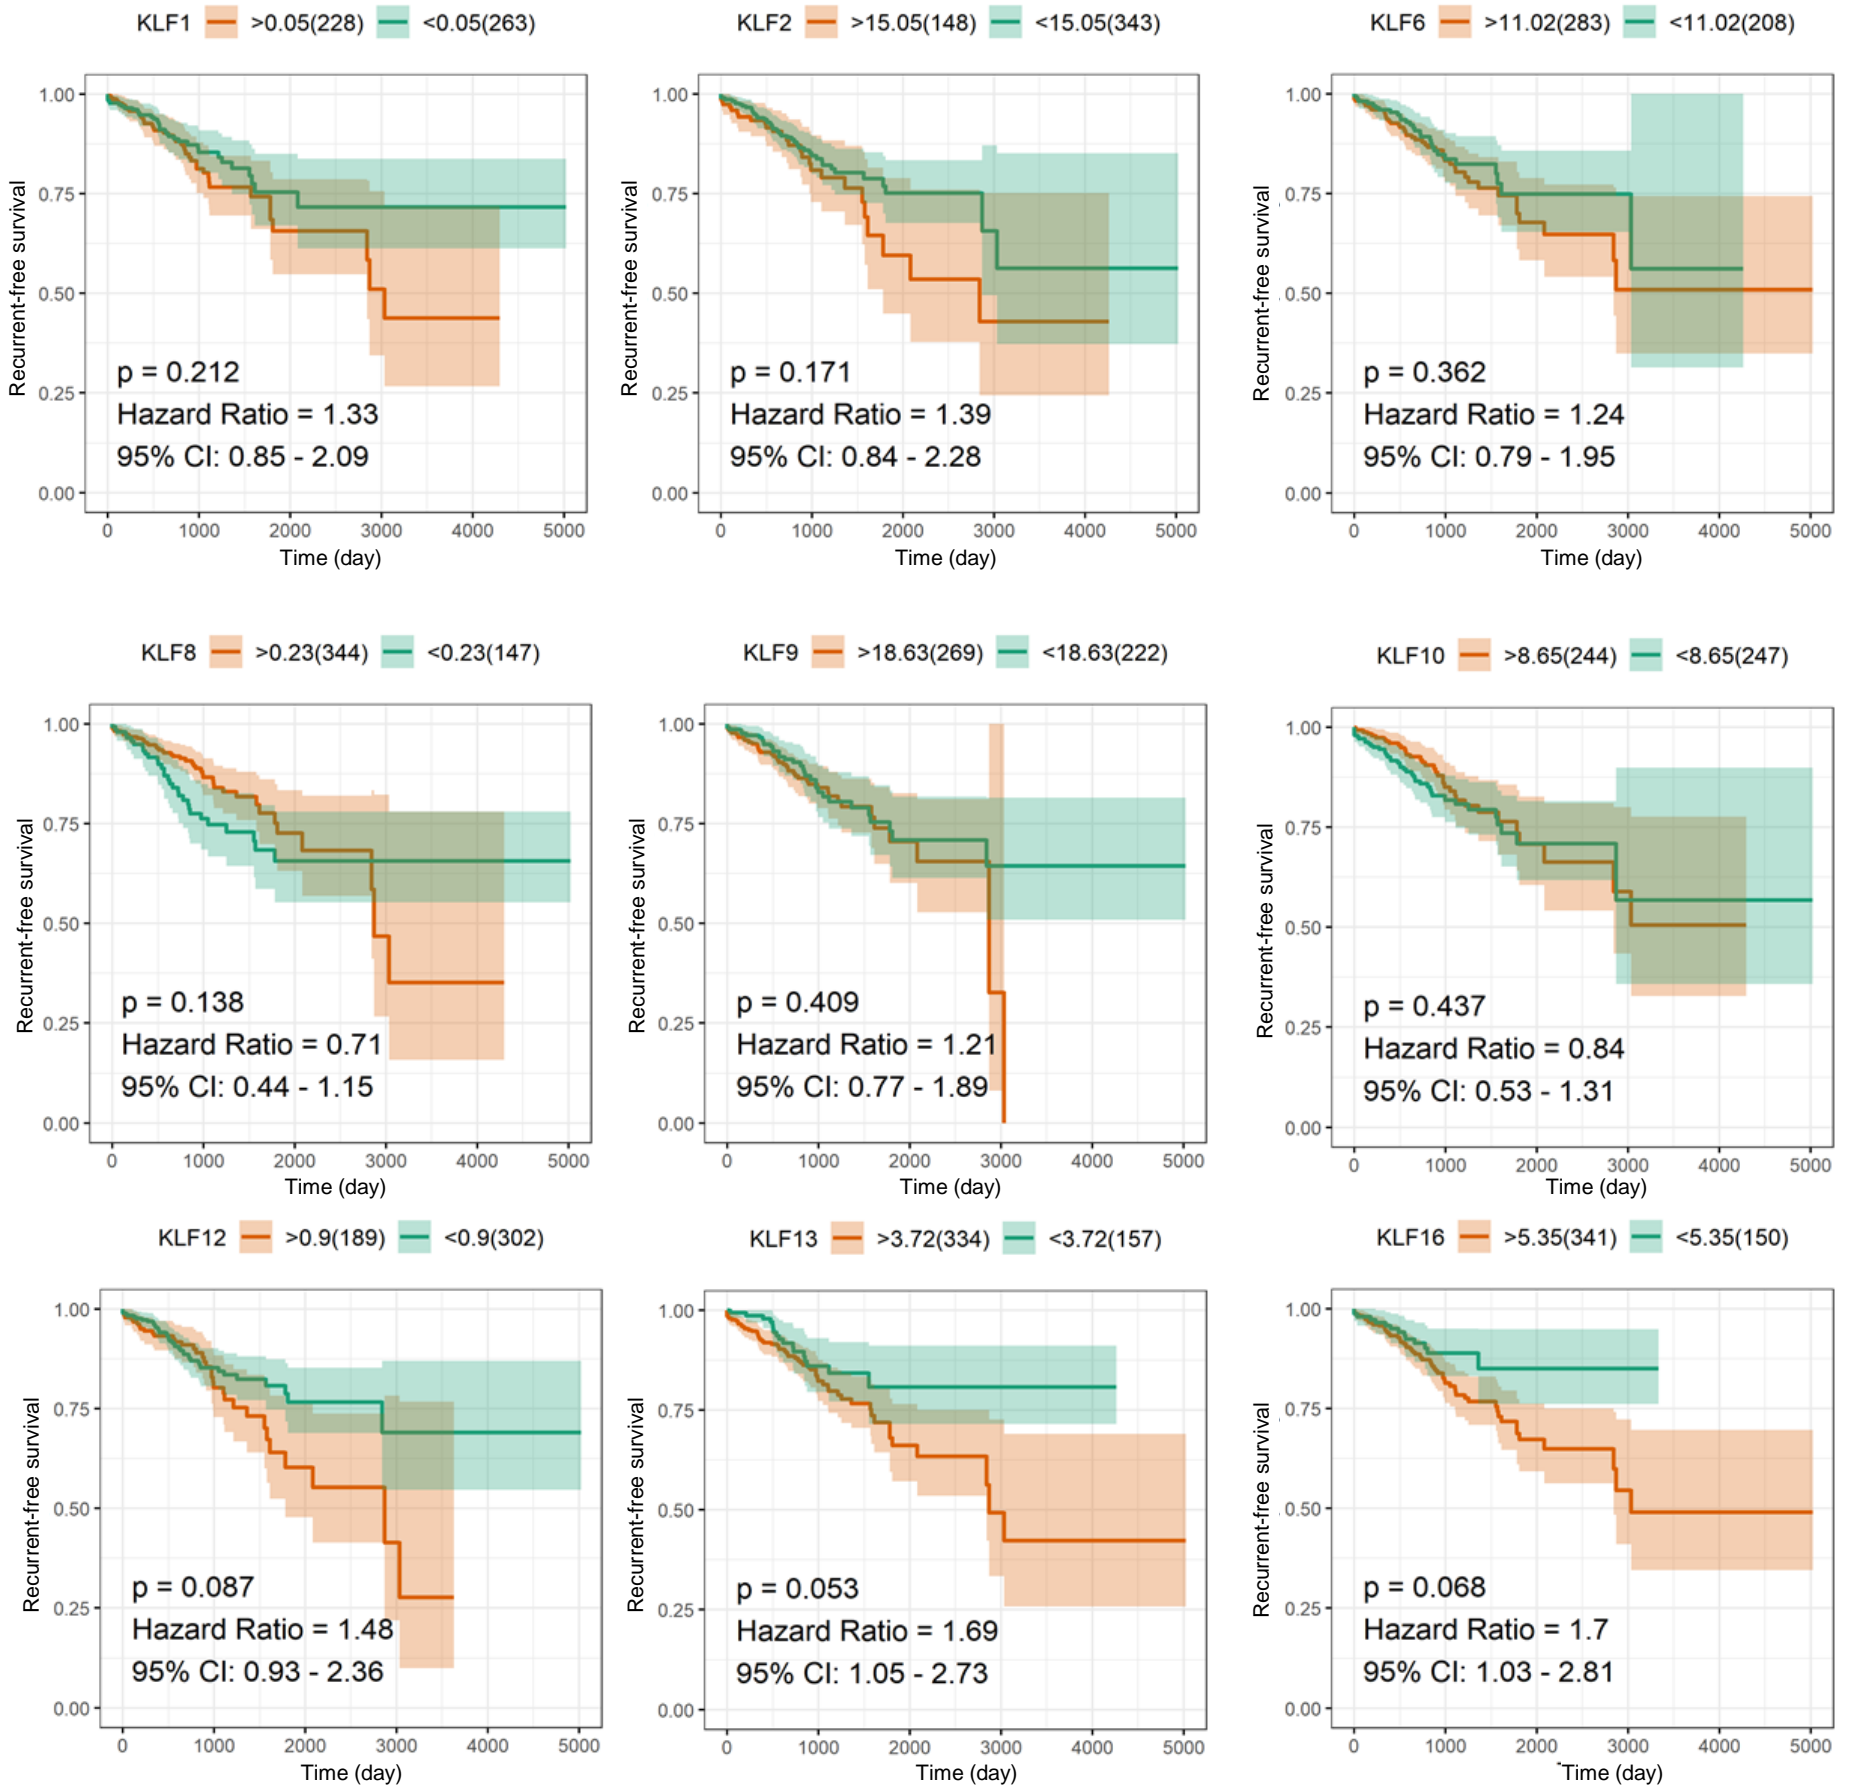 KLF1 >0.05(228) <0.05(263)
Recurrent-free survival
1.00
0.75
0.50
0.25
0.00
p = 0.212
Hazard Ratio = 1.33
95% CI: 0.85 - 2.09
0 1000 2000 3000 4000 5000
Time (day)
KLF2 >15.05(148) <15.05(343)
Recurrent-free survival
1.00
0.75
0.50
0.25
0.00
p = 0.171
Hazard Ratio = 1.39
95% CI: 0.84 - 2.28
0 1000 2000 3000 4000 5000
Time (day)
KLF6 >11.02(283) <11.02(208)
Recurrent-free survival
1.00
0.75
0.50
0.25
0.00
p = 0.362
Hazard Ratio = 1.24
95% CI: 0.79 - 1.95
0 1000 2000 3000 4000 5000
Time (day)
KLF8 >0.23(344) <0.23(147)
Recurrent-free survival
1.00
0.75
0.50
0.25
0.00
p = 0.138
Hazard Ratio = 0.71
95% CI: 0.44 - 1.15
0 1000 2000 3000 4000 5000
Time (day)
KLF9 >18.63(269) <18.63(222)
Recurrent-free survival
1.00
0.75
0.50
0.25
0.00
p = 0.409
Hazard Ratio = 1.21
95% CI: 0.77 - 1.89
0 1000 2000 3000 4000 5000
Time (day)
KLF10 >8.65(244) <8.65(247)
Recurrent-free survival
1.00
0.75
0.50
0.25
0.00
p = 0.437
Hazard Ratio = 0.84
95% CI: 0.53 - 1.31
0 1000 2000 3000 4000 5000
Time (day)
KLF12 >0.9(189) <0.9(302)
Recurrent-free survival
1.00
0.75
0.50
0.25
0.00
p = 0.087
Hazard Ratio = 1.48
95% CI: 0.93 - 2.36
0 1000 2000 3000 4000 5000
Time (day)
KLF13 >3.72(334) <3.72(157)
Recurrent-free survival
1.00
0.75
0.50
0.25
0.00
p = 0.053
Hazard Ratio = 1.69
95% CI: 1.05 - 2.73
0 1000 2000 3000 4000 5000
Time (day)
KLF16 >5.35(341) <5.35(150)
Recurrent-free survival
1.00
0.75
0.50
0.25
0.00
p = 0.068
Hazard Ratio = 1.7
95% CI: 1.03 - 2.81
0 1000 2000 3000 4000 5000
Time (day)